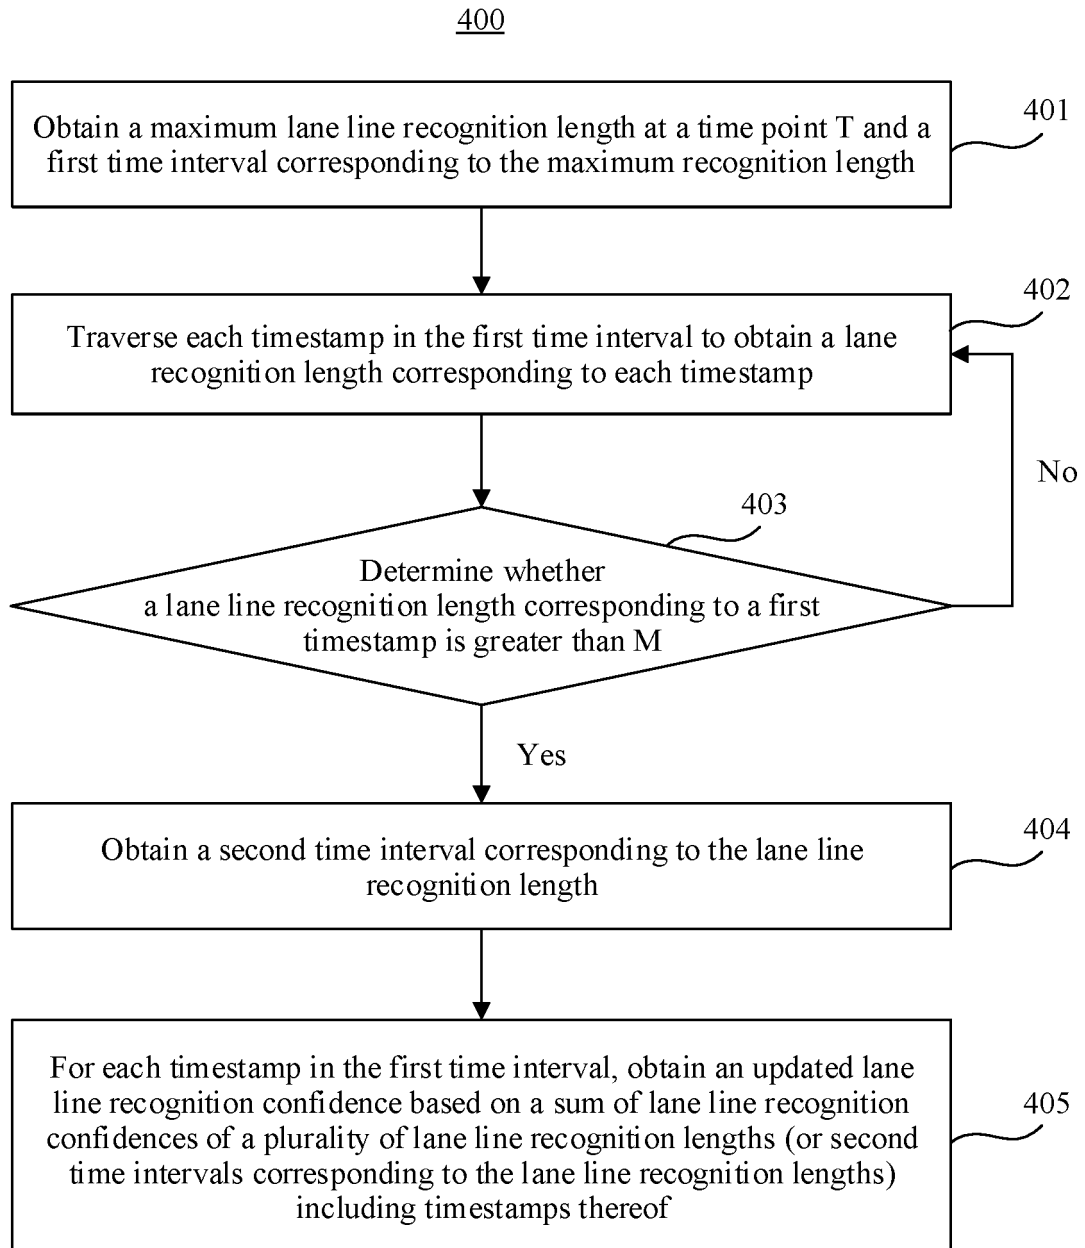 400
Obtain a maximum lane line recognition length at a time point T and a
first time interval corresponding to the maximum recognition length
401
Traverse each timestamp in the first time interval to obtain a lane
recognition length corresponding to each timestamp
402
No
403
Determine whether
a lane line recognition length corresponding to a first
timestamp is greater than M
Yes
Obtain a second time interval corresponding to the lane line
recognition length
404
For each timestamp in the first time interval, obtain an updated lane
line recognition confidence based on a sum of lane line recognition
confidences of a plurality of lane line recognition lengths (or second
time intervals corresponding to the lane line recognition lengths)
including timestamps thereof
405